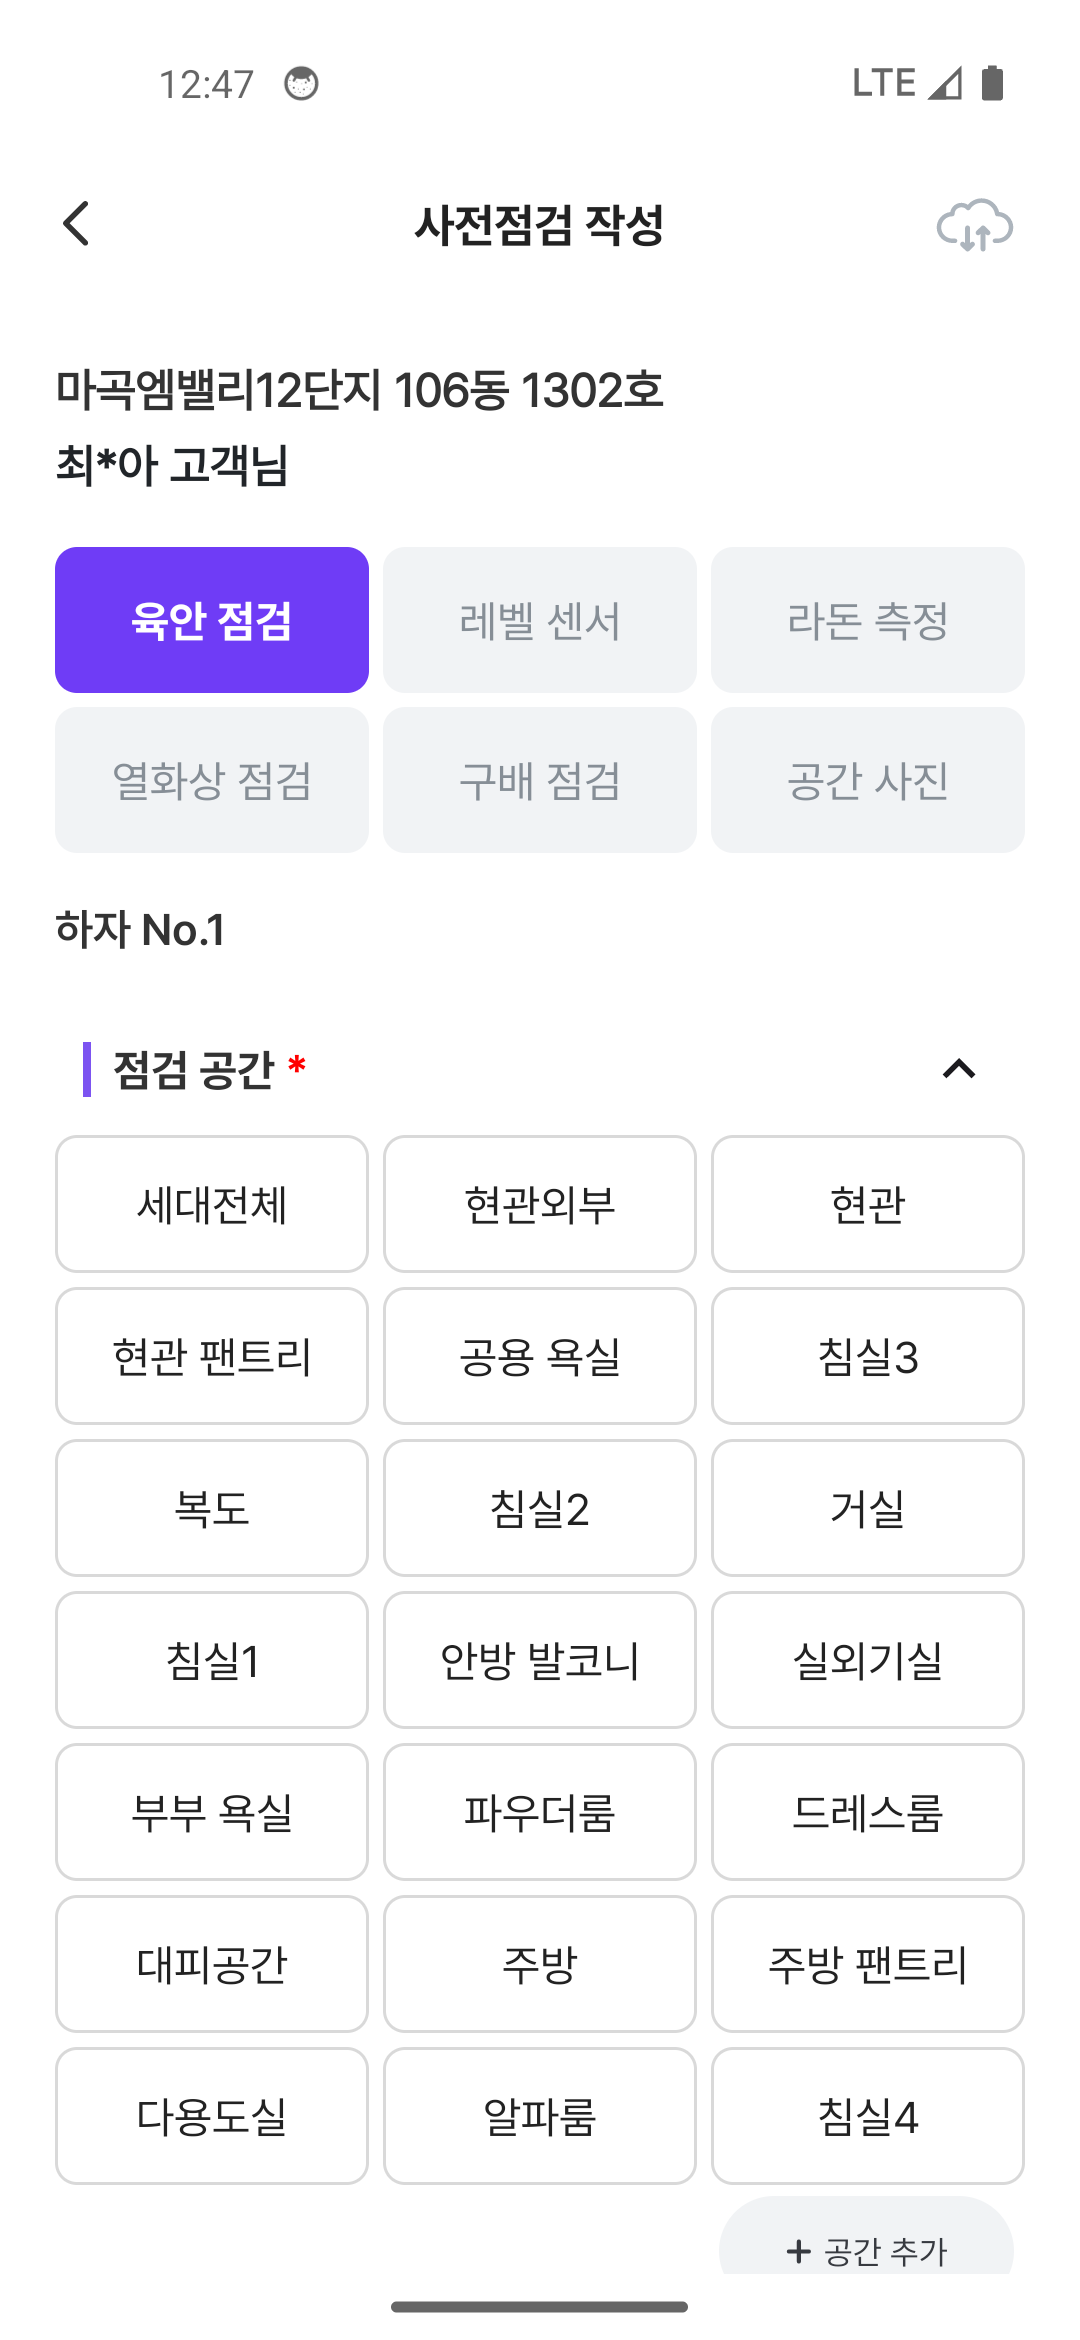 12:47 LTE
사전점검 작성
마곡엠밸리12단지 106동 1302호
최*아 고객님
육안 점검 레벨 센서 라돈 측정
열화상 점검 구배 점검 공간 사진
하자 No.1
점검 공간 *
세대전체 현관외부 현관
현관 팬트리 공용 욕실 침실3
복도 침실2 거실
침실1 안방 발코니 실외기실
부부 욕실 파우더룸 드레스룸
대피공간 주방 주방 팬트리
다용도실 알파룸 침실4
+ 공간 추가